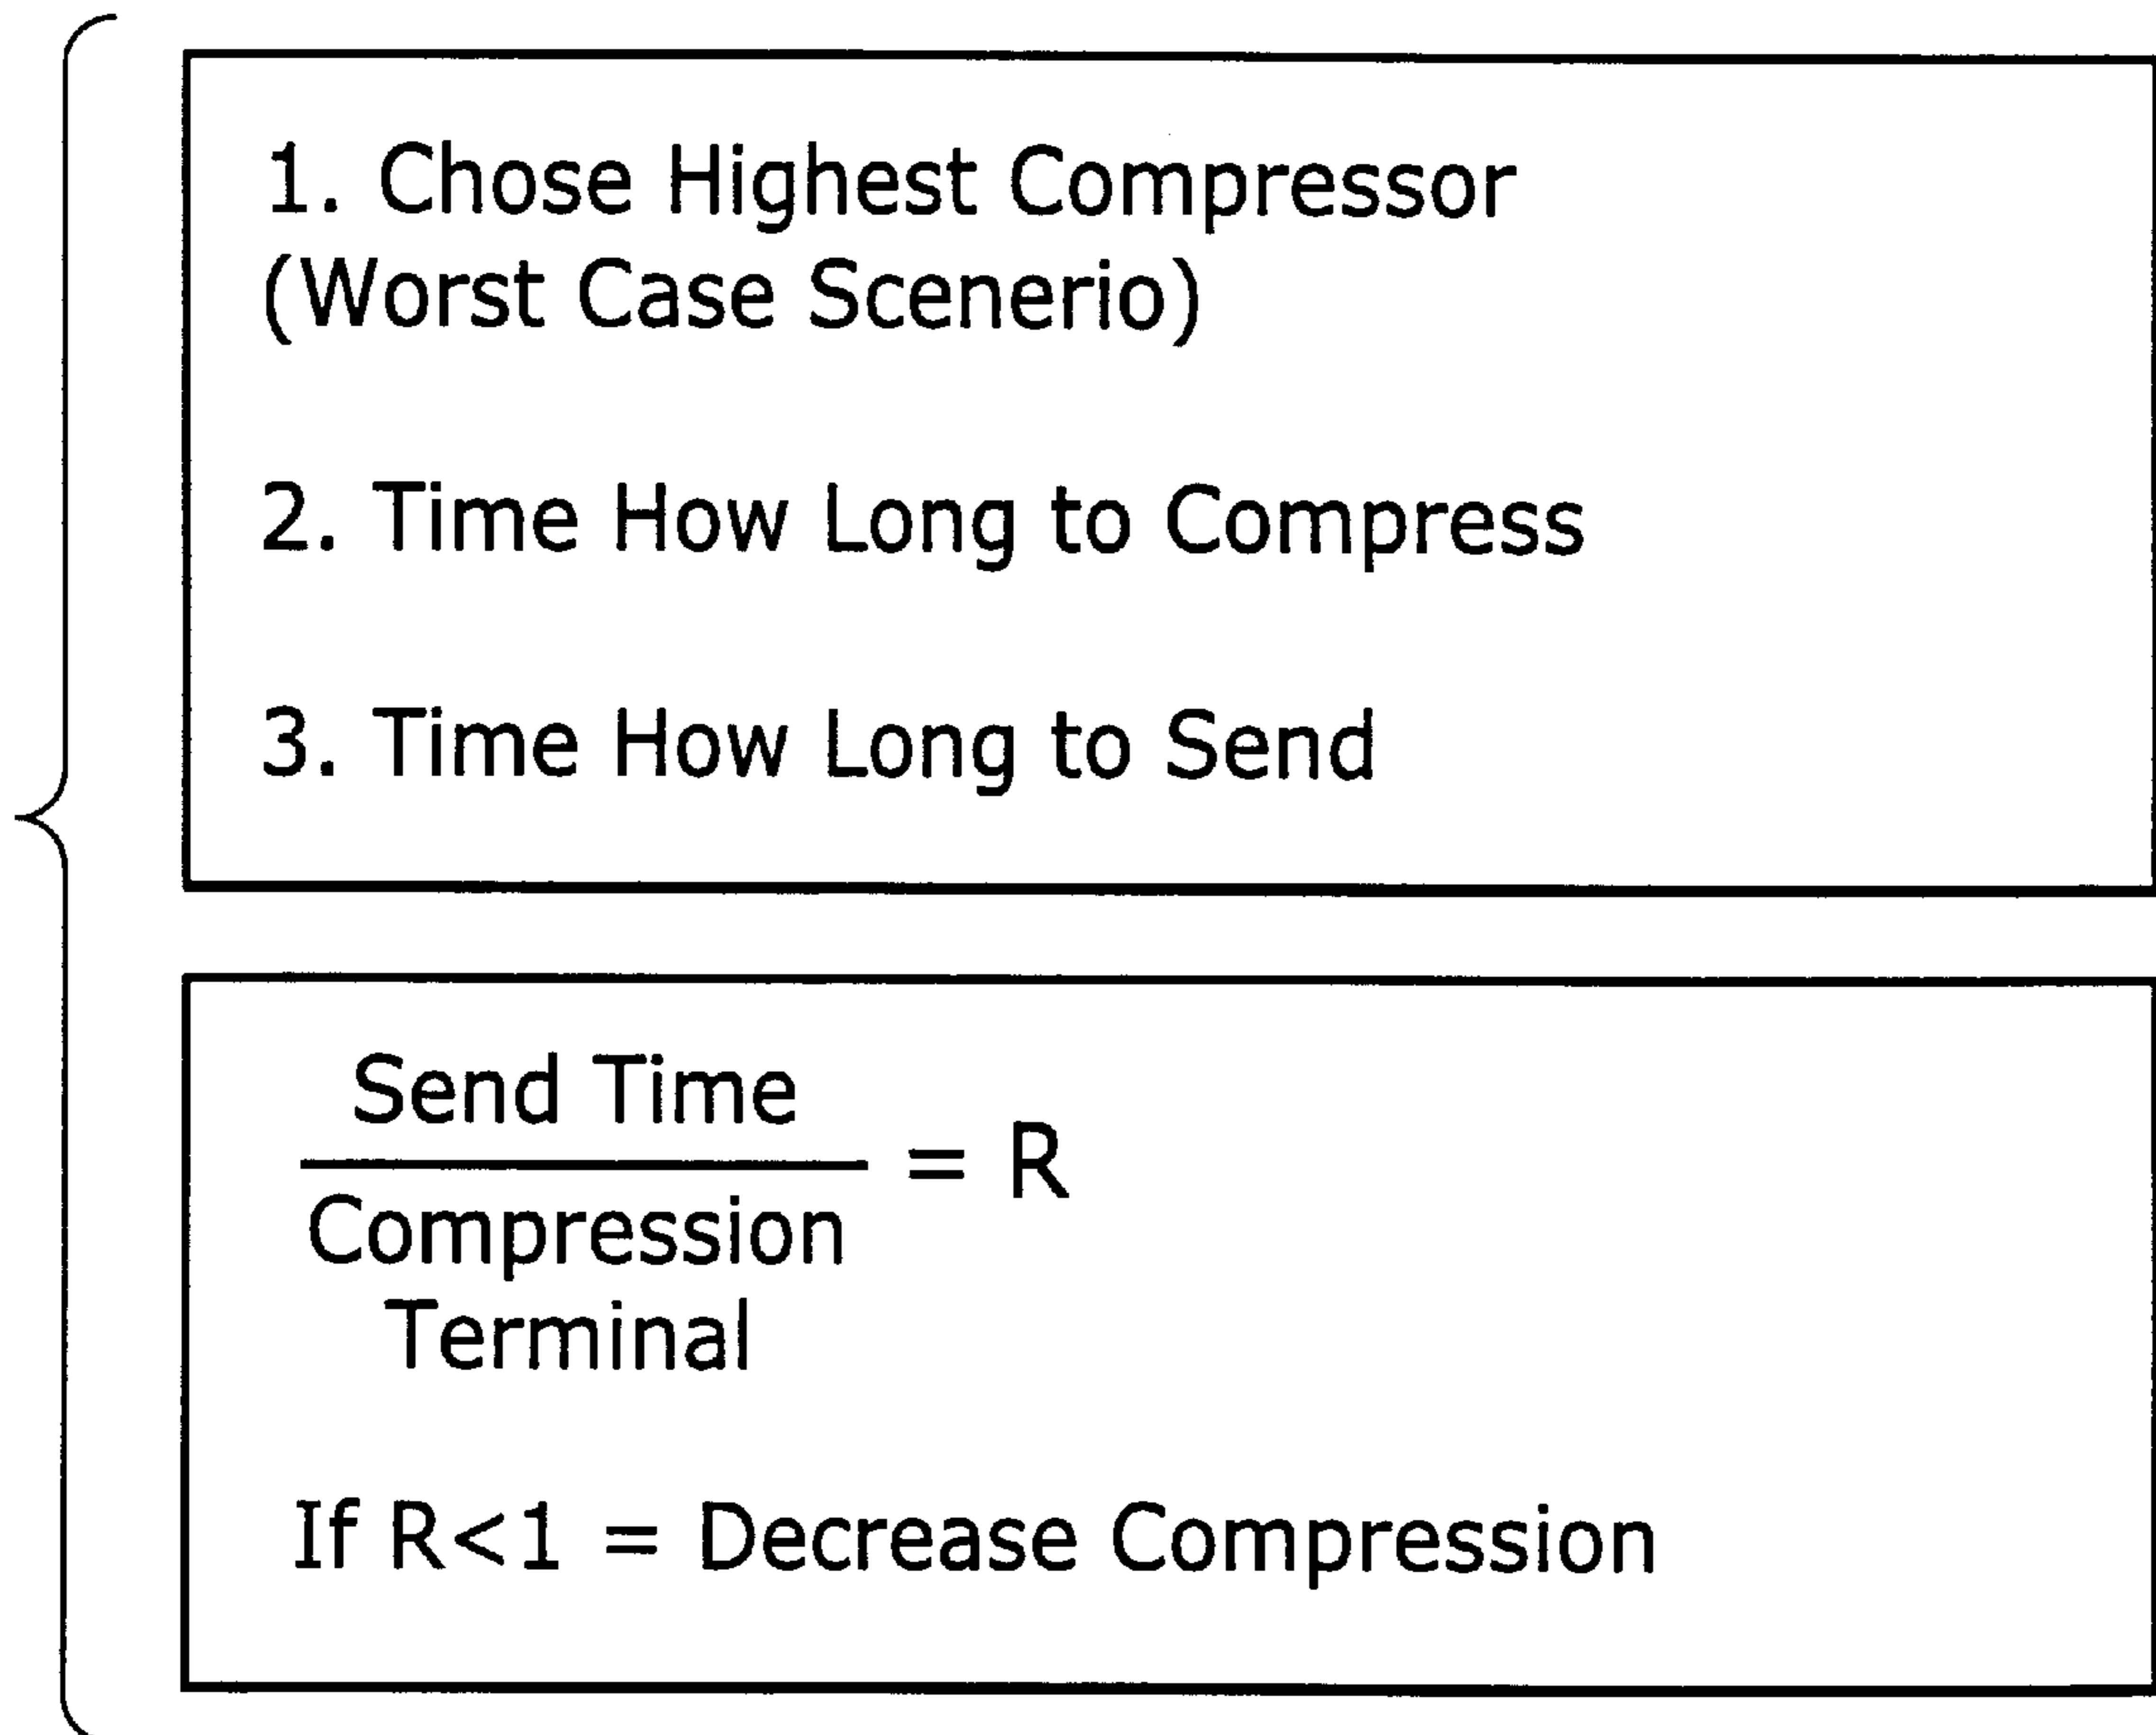 1. Chose Highest Compressor
(Worst Case Scenerio)
2. Time How Long to Compress
3. Time How Long to Send
Send Time
= R
Compression
Terminal
If R<1 = Decrease Compression